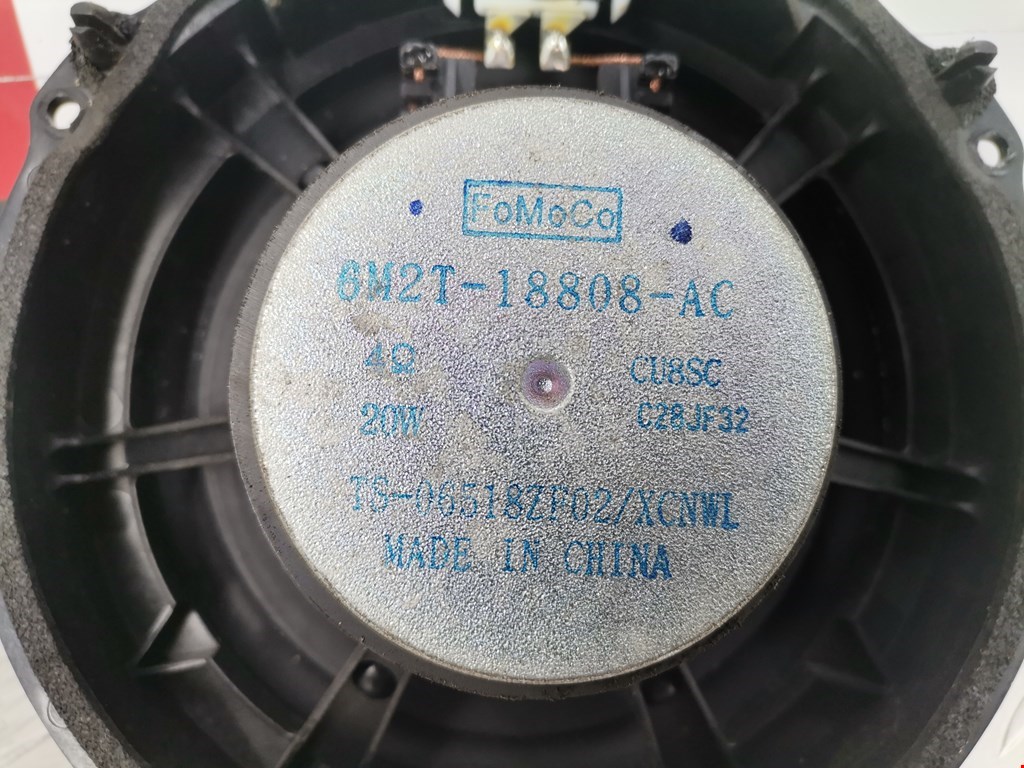 FoMoCo
6M2T-18808-AC
4Ω CU8SC
20W C28JF32
TS-06518ZF02/XCNWL
MADE IN CHINA